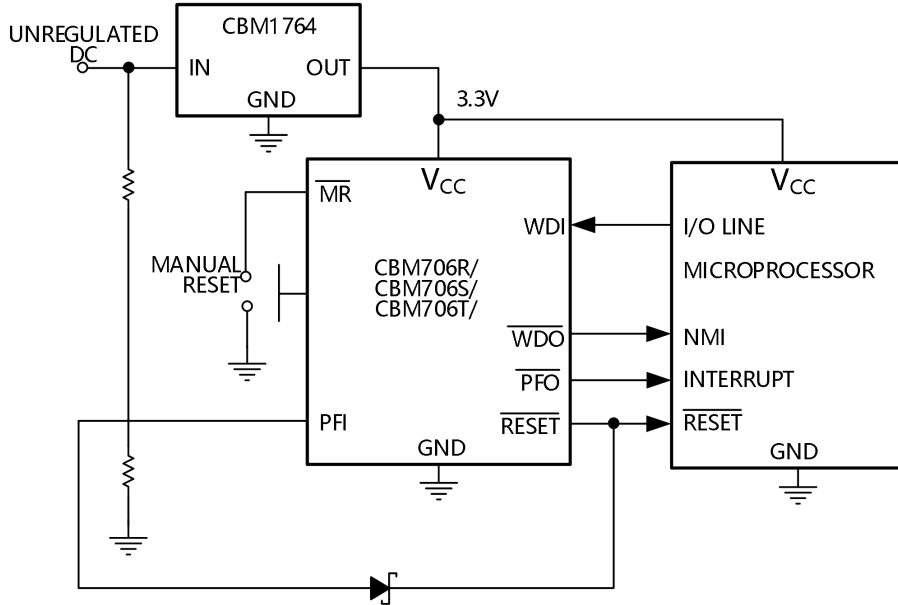 CBM1764
UNREGULATED
DC
IN
OUT
GND
3.3V
MR
VCC
VCC
WDI
I/O LINE
MANUAL
RESET
CBM706R/
CBM706S/
CBM706T/
MICROPROCESSOR
WDO
NMI
PFO
INTERRUPT
PFI
RESET
RESET
GND
GND